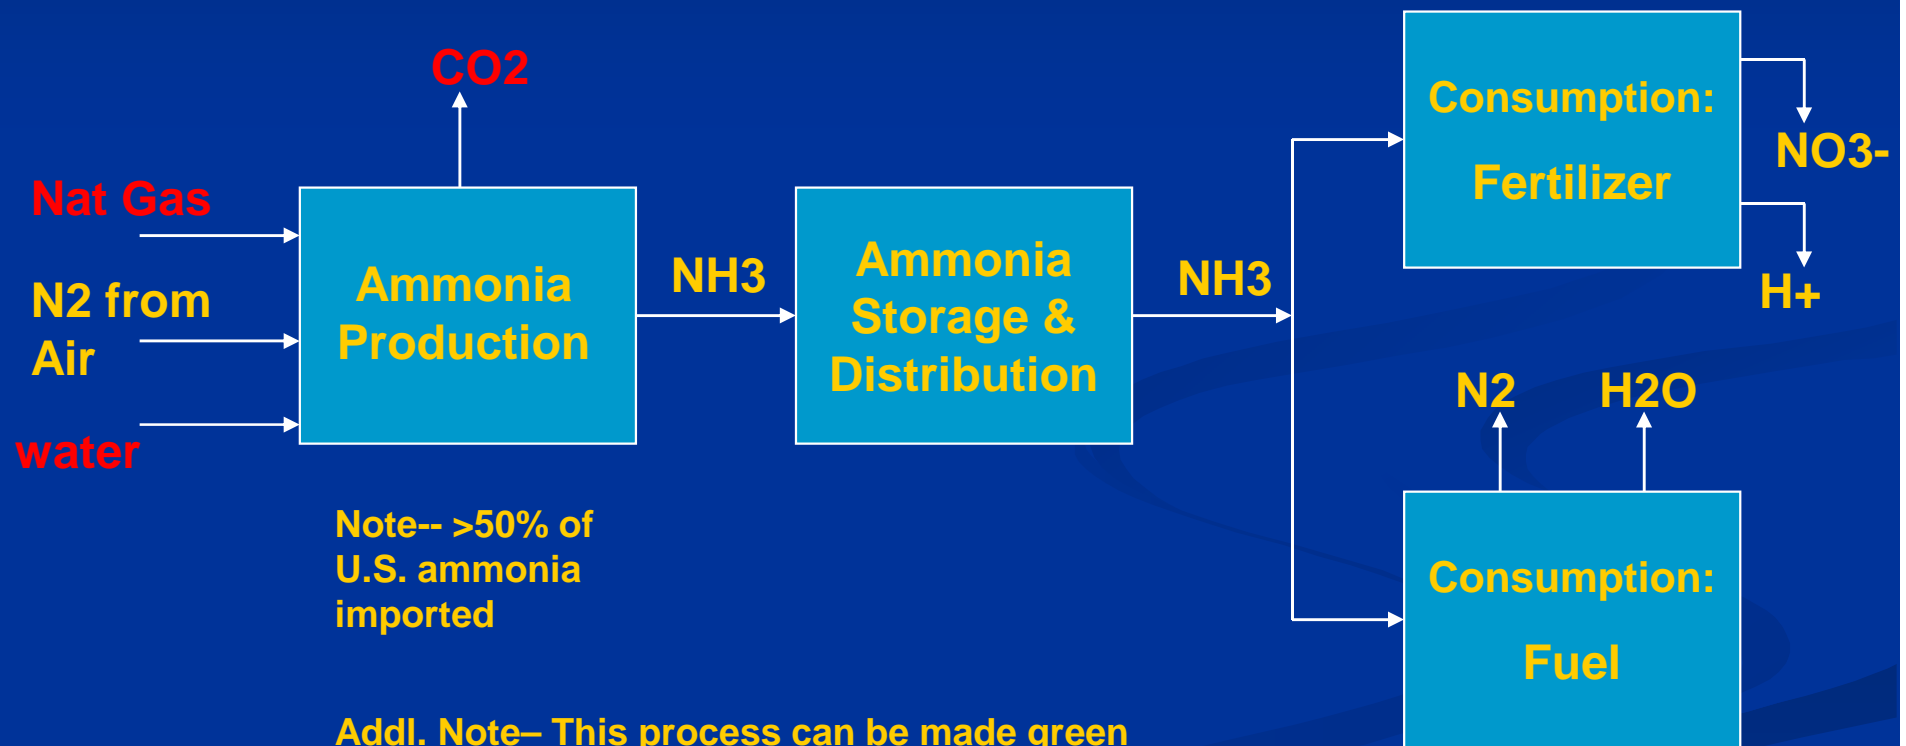 CO2
Nat Gas
N2 from
Air
water
Ammonia
Production
NH3
Ammonia
Storage &
Distribution
NH3
Consumption:
Fertilizer
NO3-
H+
N2
H2O
Consumption:
Fuel
Note-- >50% of
U.S. ammonia
imported
Addl. Note– This process can be made green